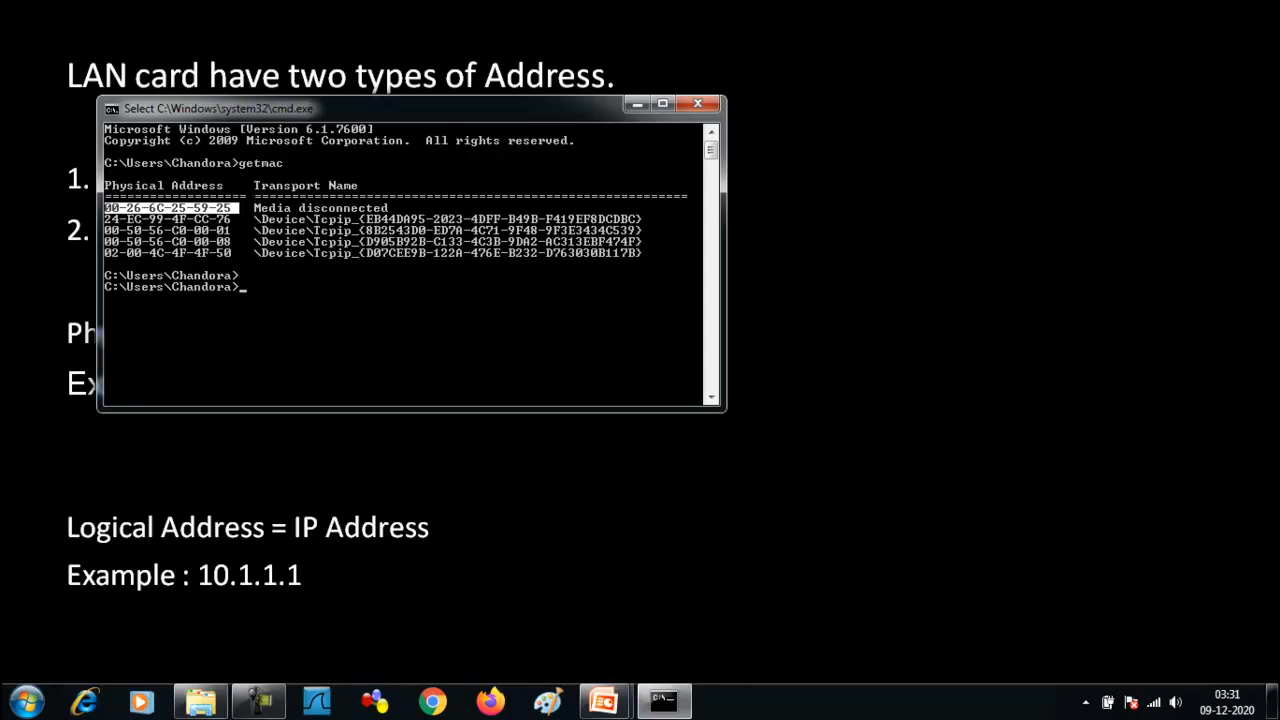 LAN card have two types of Address.
Select C:\Windows\system32\cmd.exe
Microsoft Windows [Version 6.1.7600]
Copyright (c) 2009 Microsoft Corporation.  All rights reserved.
C:\Users\Chandora>getmac
1.
Physical Address    Transport Name
=================== ==========================================================
00-26-6C-25-59-25   Media disconnected
24-EC-99-4F-CC-76   \Device\Tcpip_{EB44DA95-2023-4DFF-B49B-F419EF8DCDBC}
2.
00-50-56-C0-00-01   \Device\Tcpip_{8B2543D0-ED7A-4C71-9F48-9F3E3434C539}
00-50-56-C0-00-08   \Device\Tcpip_{D905B92B-C133-4C3B-9DA2-AC313EBF474F}
02-00-4C-4F-4F-50   \Device\Tcpip_{D07CEE9B-122A-476E-B232-D763030B117B}
C:\Users\Chandora>
C:\Users\Chandora>_
Ph
Ex
Logical Address = IP Address
Example : 10.1.1.1
03:31
09-12-2020